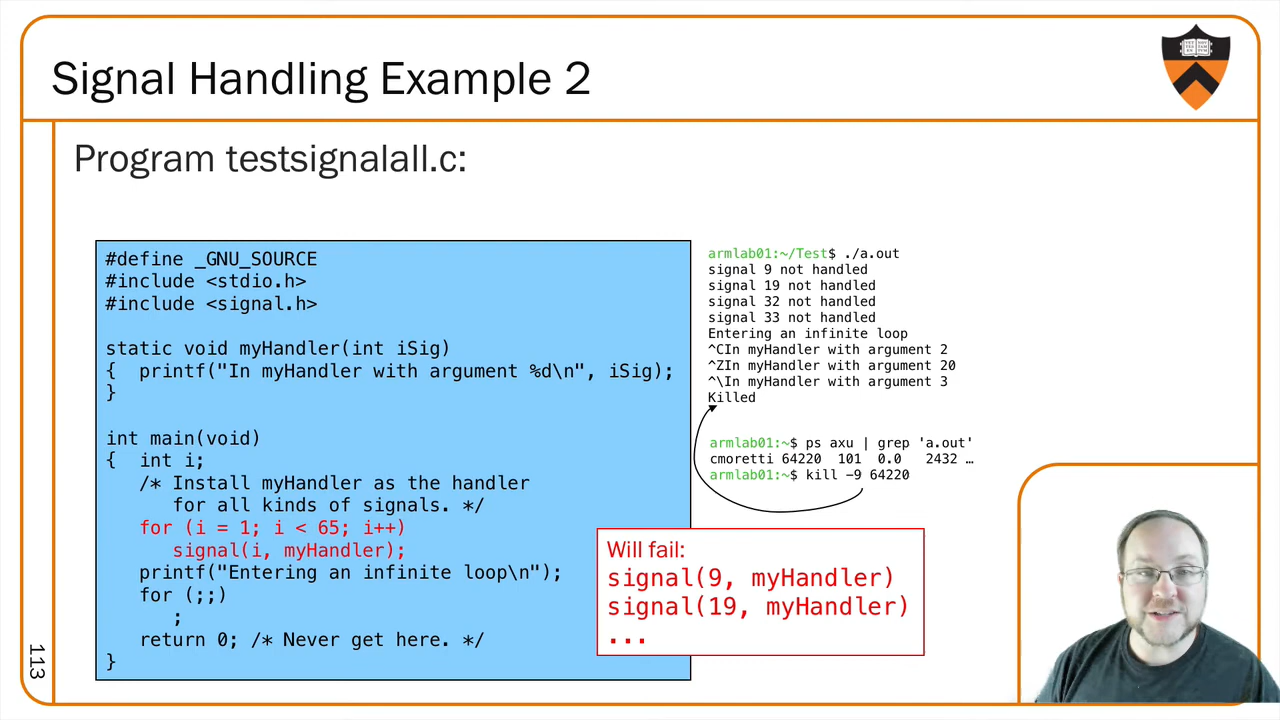 Signal Handling Example 2
Program testsignalall.c:
#define _GNU_SOURCE
#include <stdio.h>
#include <signal.h>
static void myHandler(int iSig)
{  printf("In myHandler with argument %d\n", iSig);
}
int main(void)
{  int i;
   /* Install myHandler as the handler
      for all kinds of signals. */
   for (i = 1; i < 65; i++)
      signal(i, myHandler);
   printf("Entering an infinite loop\n");
   for (;;)
      ;
   return 0; /* Never get here. */
}
armlab01:~/Test$ ./a.out
signal 9 not handled
signal 19 not handled
signal 32 not handled
signal 33 not handled
Entering an infinite loop
^CIn myHandler with argument 2
^ZIn myHandler with argument 20
^\In myHandler with argument 3
Killed
armlab01:~$ ps axu | grep 'a.out'
cmoretti 64220  101  0.0   2432 …
armlab01:~$ kill -9 64220
Will fail:
signal(9, myHandler)
signal(19, myHandler)
...
113